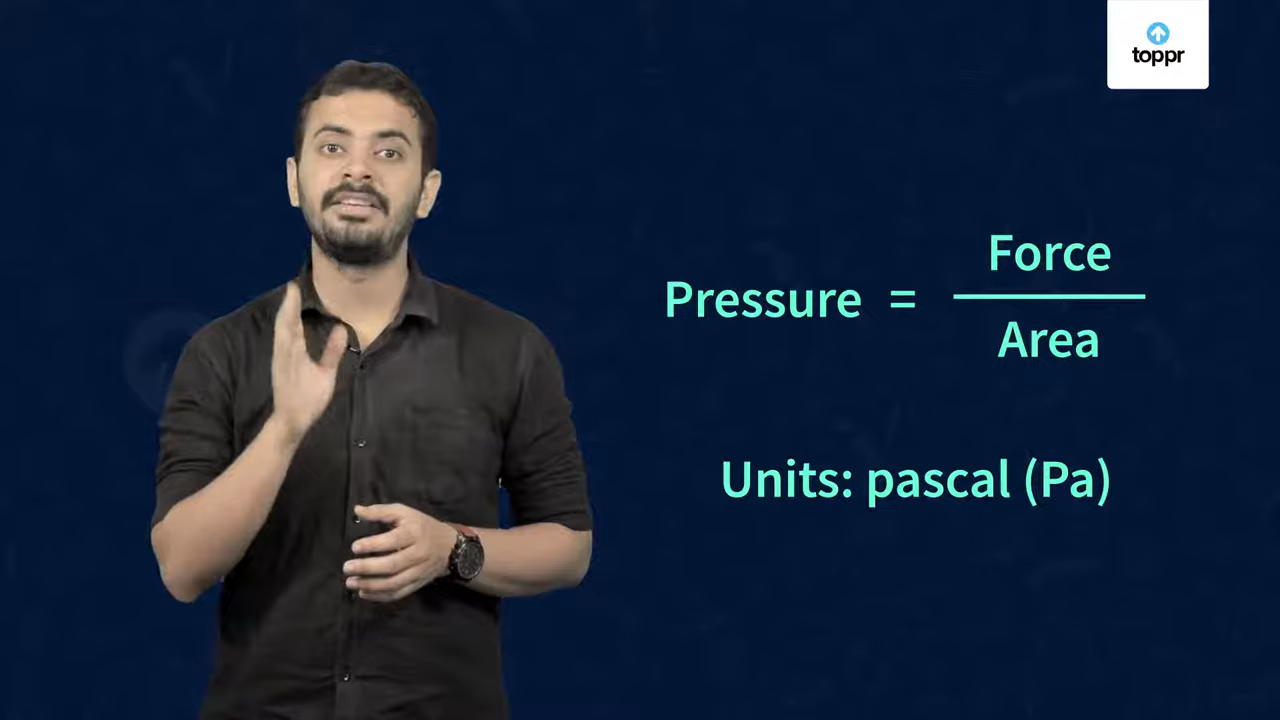 toppr
Pressure = Force
Area
Units: pascal (Pa)